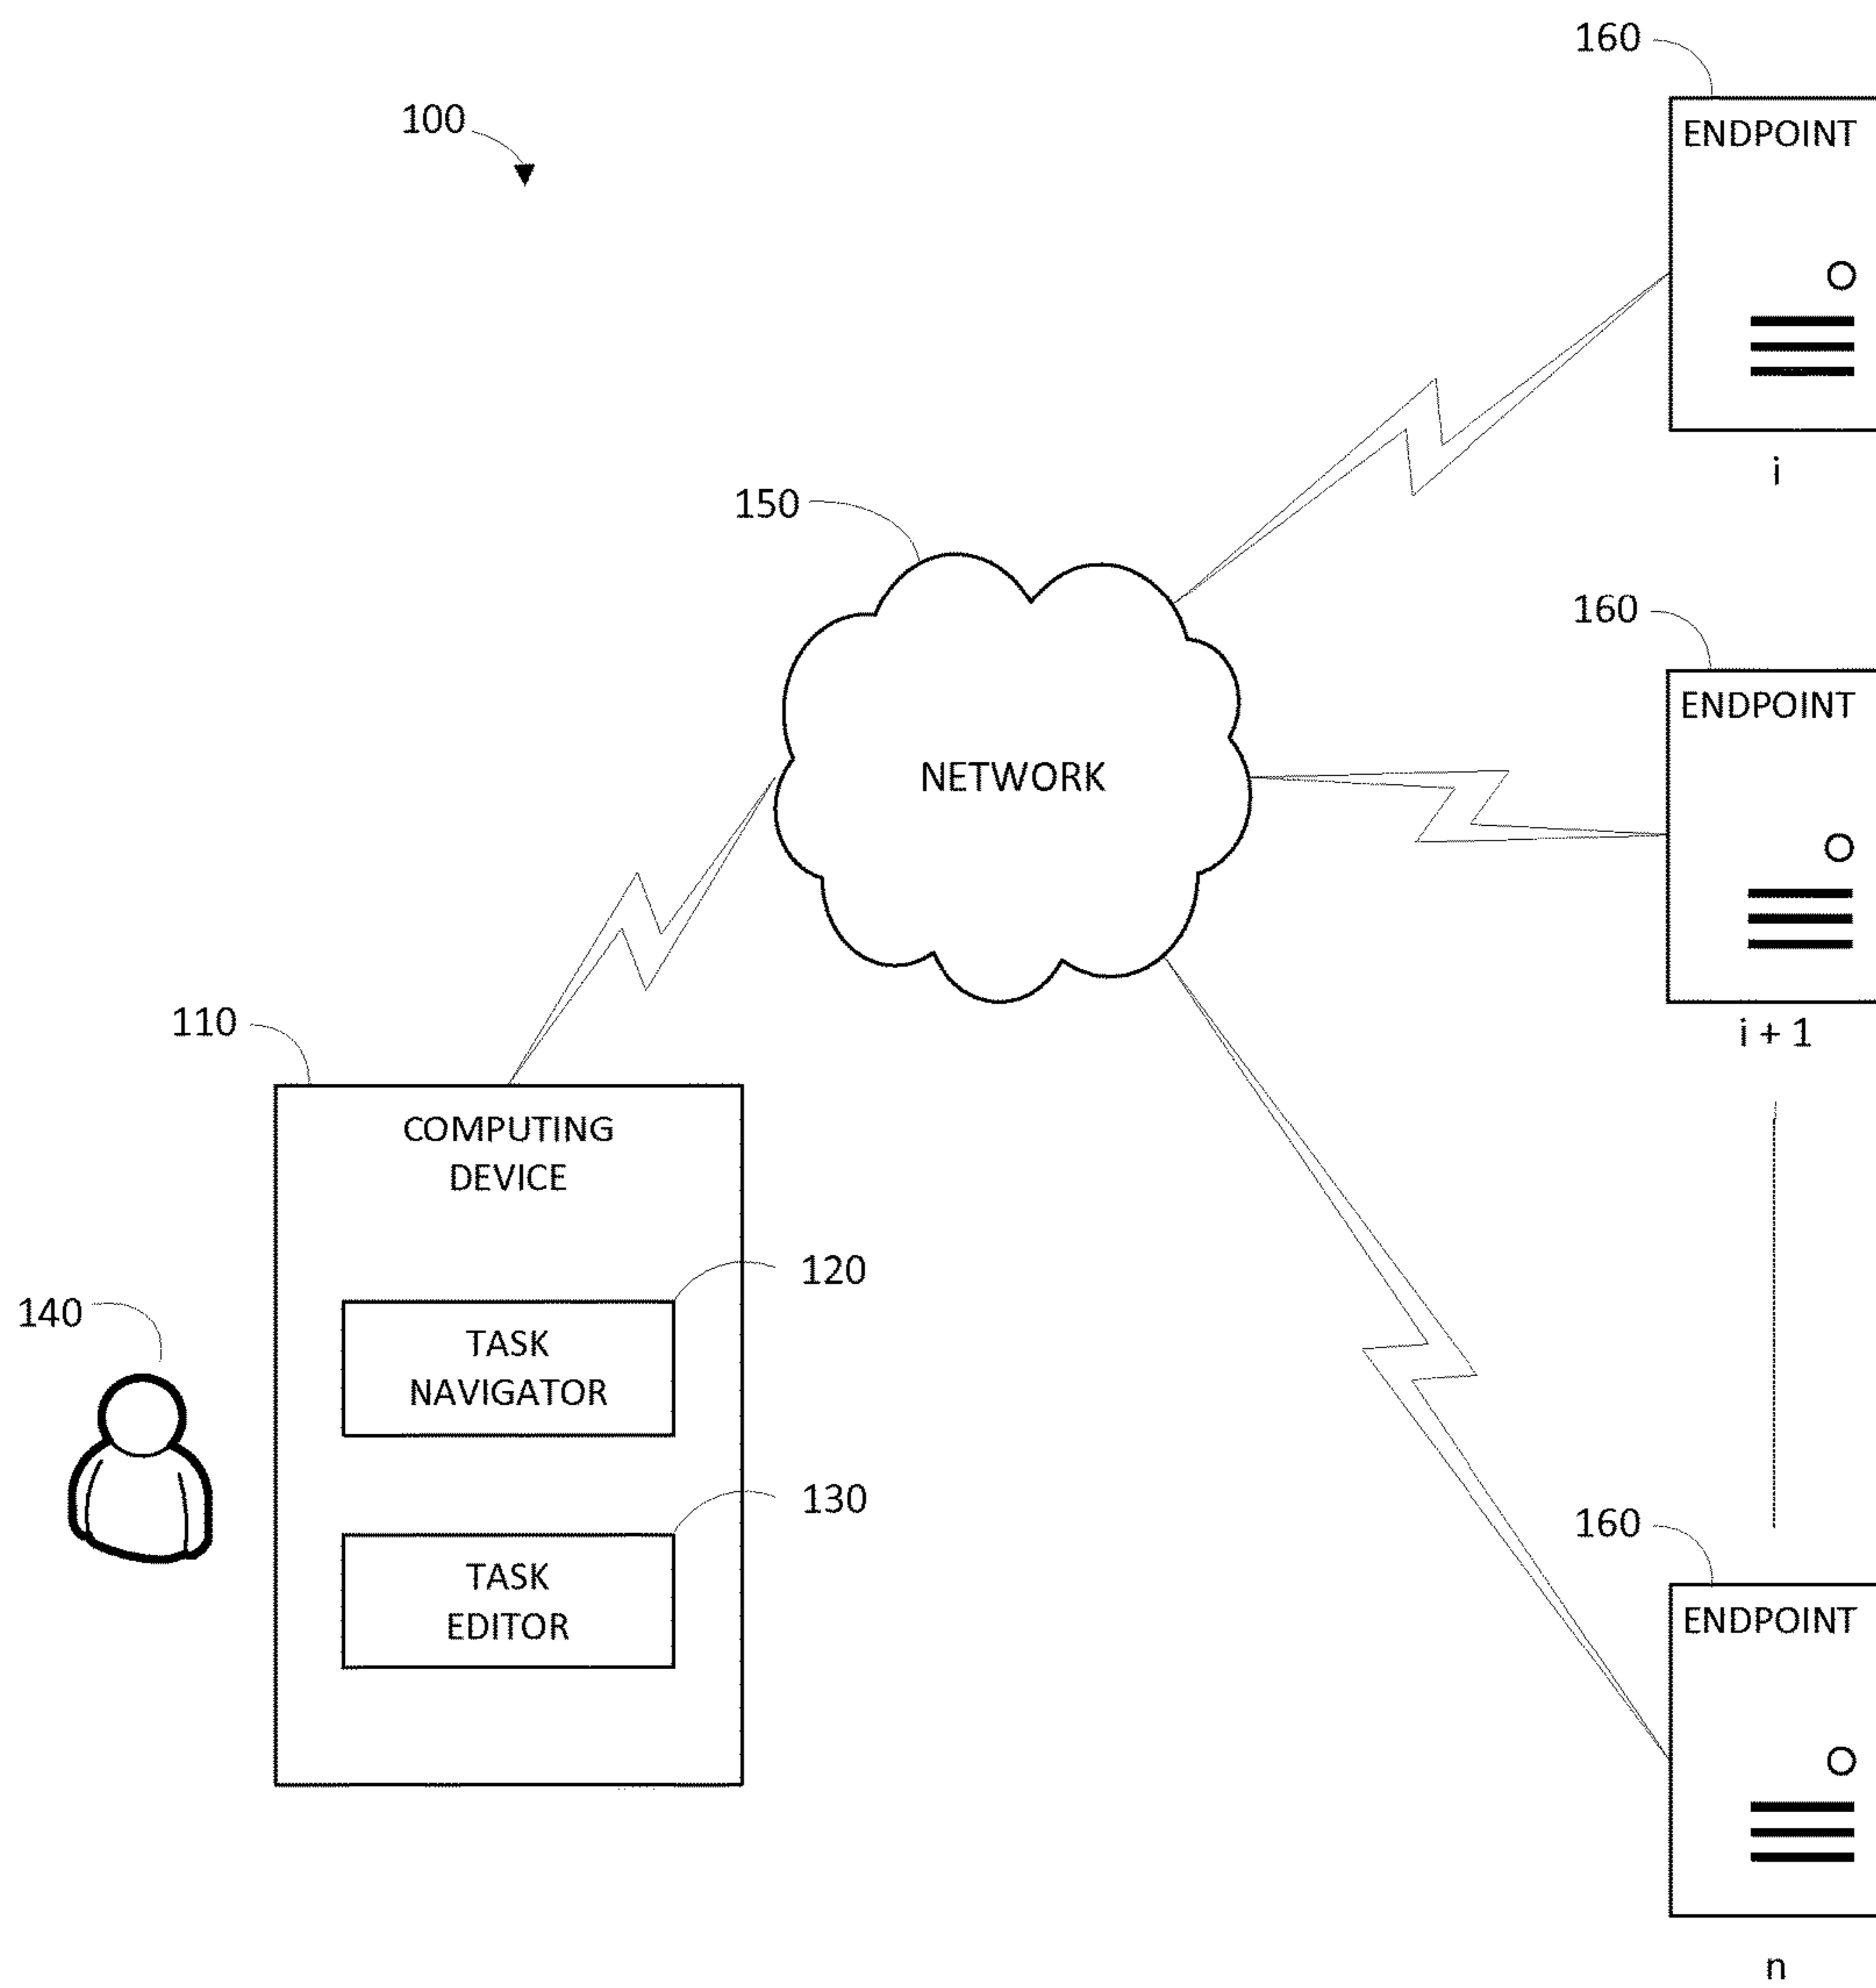 160
100
ENDPOINT
i
150
160
ENDPOINT
NETWORK
i + 1
110
COMPUTING
DEVICE
120
140
TASK
NAVIGATOR
130
160
TASK
EDITOR
ENDPOINT
n